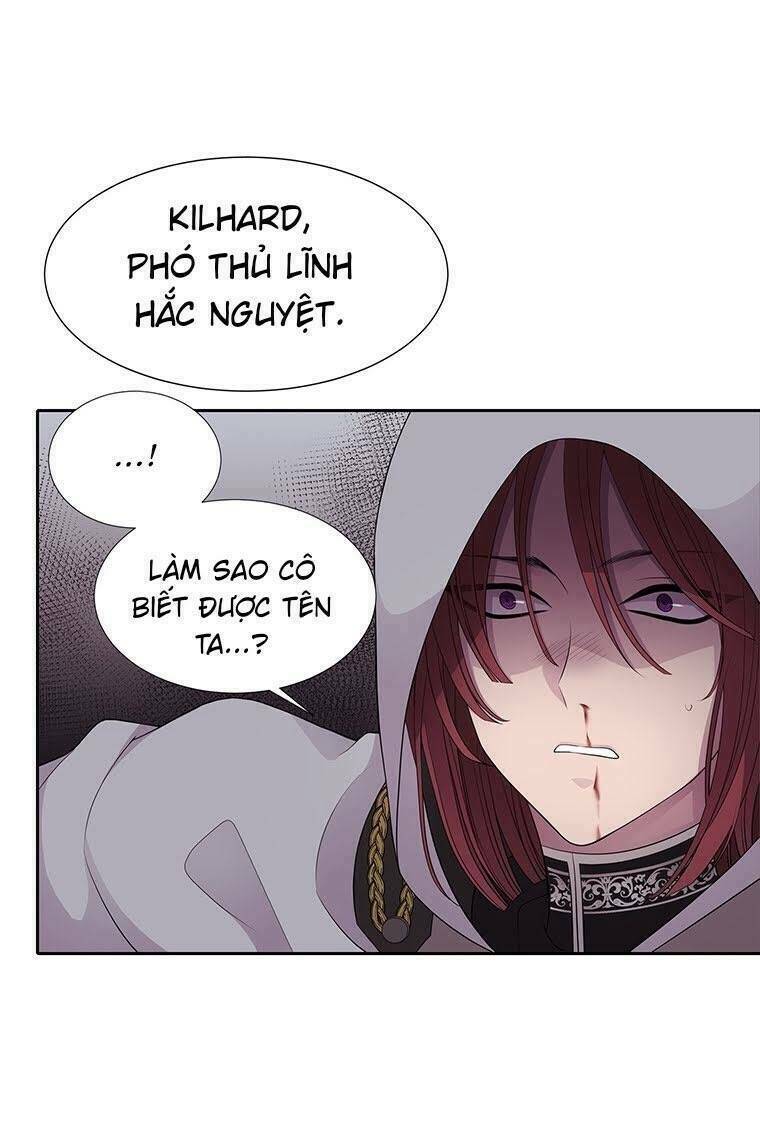 KILHARD,
PHÓ THỦ LĨNH
HẮC NGUYỆT.
...!
LÀM SAO CÔ
BIẾT ĐƯỢC TÊN
TA...?